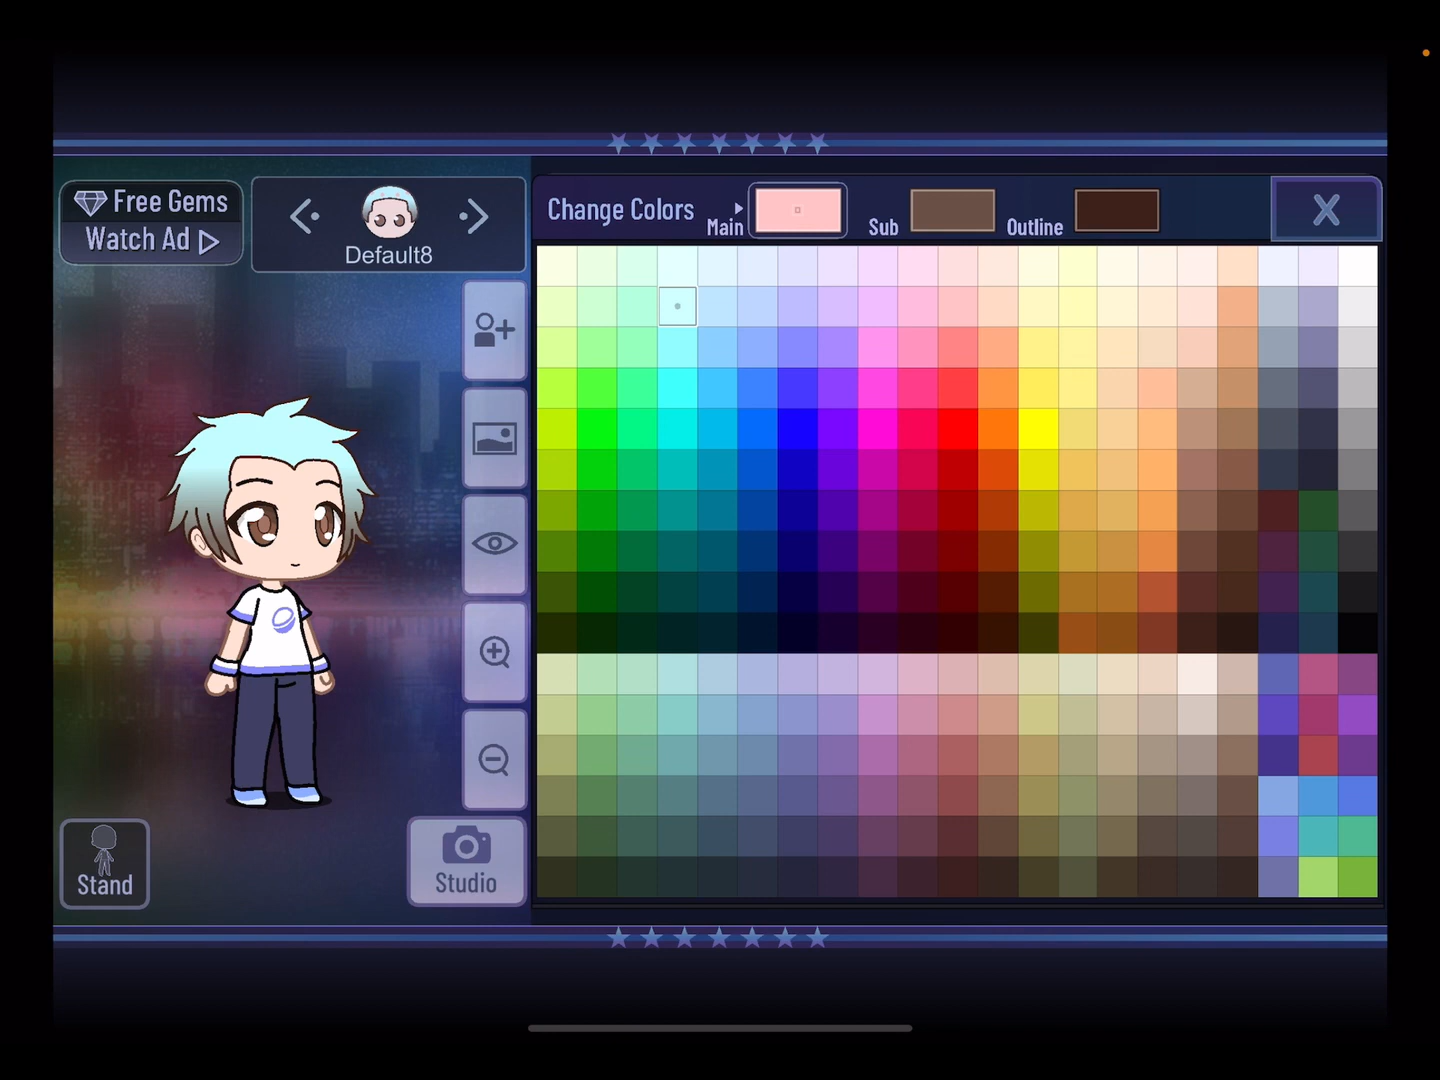 Free Gems
Watch Ad
Default8
Change Colors
Main
Sub
Outline
X
Stand
Studio